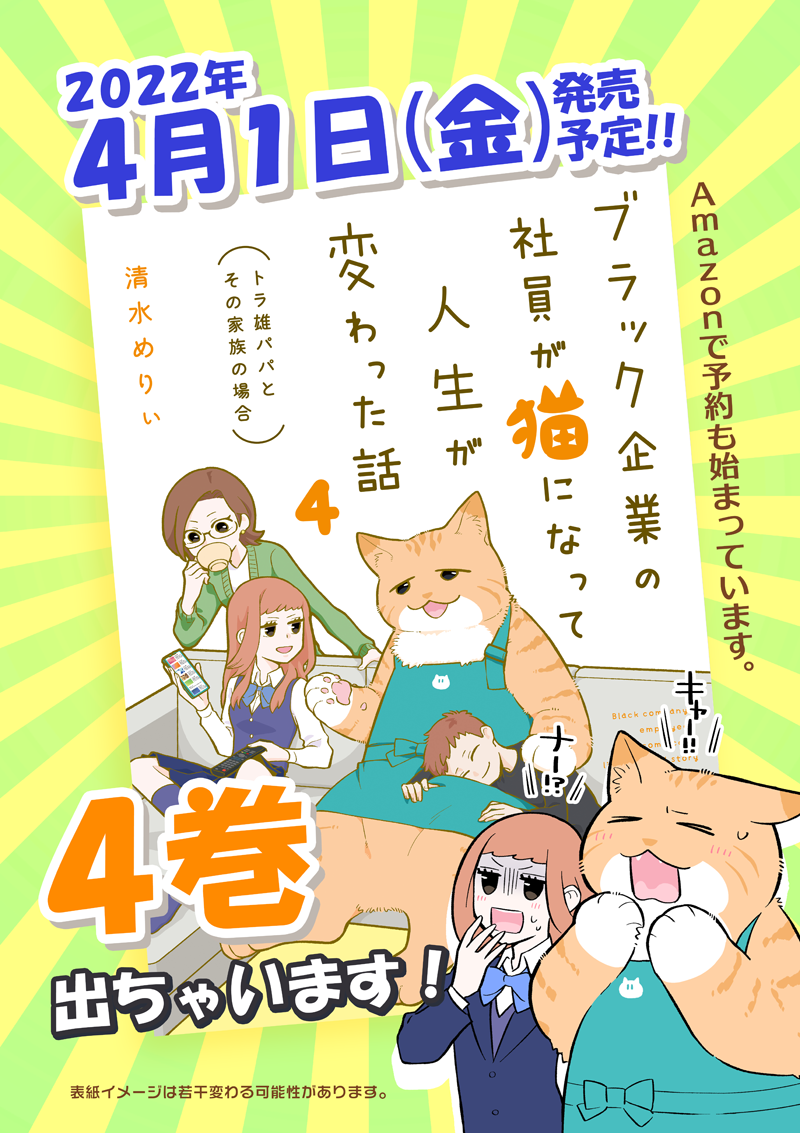 2022年
4月1日(金)発売予定!!
Amazonで予約も始まっています。
ブラック企業の
社員が猫になって
人生が
変わった話
4
(トラ雄パパと
その家族の場合)
清水めりぃ
Black company
story
キャー!!
ナー!?
4巻
出ちゃいます!
表紙イメージは若干変わる可能性があります。